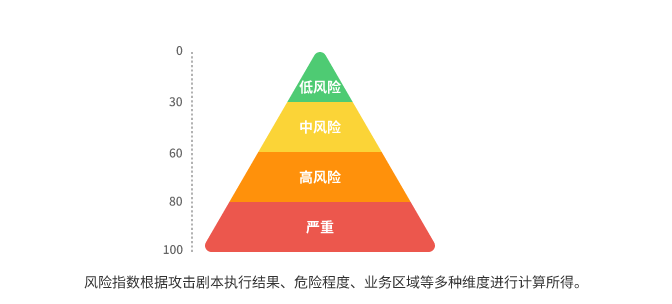 0
低风险
30
中风险
60
高风险
80
严重
100
风险指数根据攻击剧本执行结果、危险程度、业务区域等多种维度进行计算所得。